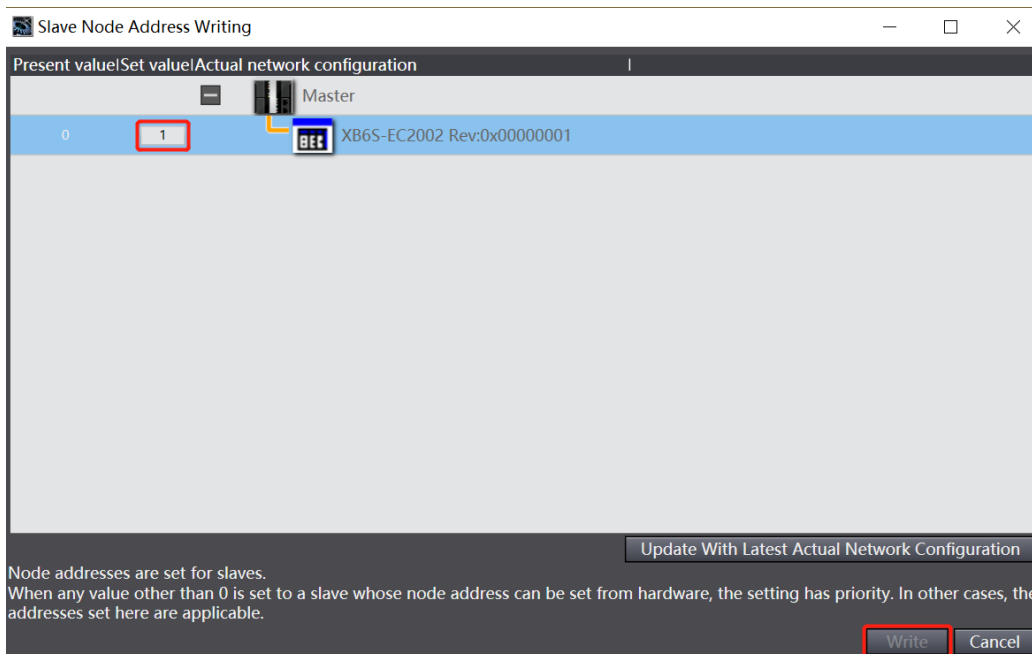 Slave Node Address Writing
Present value|Set value|Actual network configuration |
Master
0 1 XB6S-EC2002 Rev:0x00000001
Update With Latest Actual Network Configuration
Node addresses are set for slaves.
When any value other than 0 is set to a slave whose node address can be set from hardware, the setting has priority. In other cases, the
addresses set here are applicable.
Write Cancel